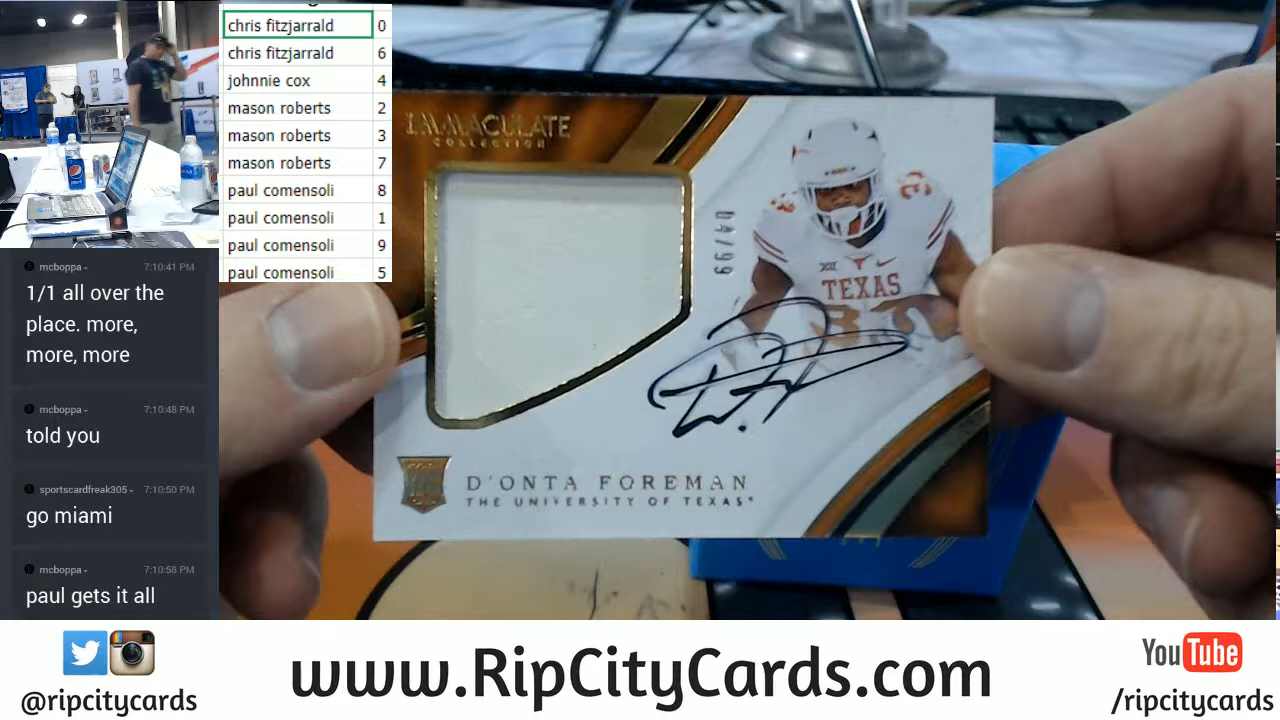 chris fitzjarrald 0
chris fitzjarrald 6
johnnie cox 4
mason roberts 2
mason roberts 3
mason roberts 7
paul comensoli 8
paul comensoli 1
paul comensoli 9
paul comensoli 5
mcboppa 7:10:41 PM
1/1 all over the
place. more,
more, more
mcboppa 7:10:48 PM
told you
sportscardfreak305 7:10:50 PM
go miami
mcboppa 7:10:58 PM
paul gets it all
IMMACULATE
COLLECTION
04/99
TEXAS
33
D'ONTA FOREMAN
THE UNIVERSITY OF TEXAS
@ripcitycards
www.RipCityCards.com
YouTube
/ripcitycards